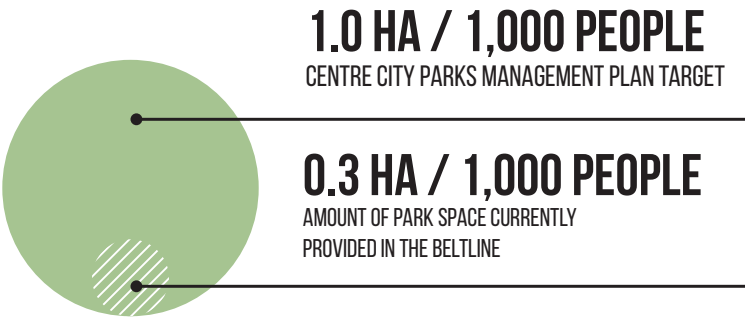 1.0 HA / 1,000 PEOPLE
CENTRE CITY PARKS MANAGEMENT PLAN TARGET
0.3 HA / 1,000 PEOPLE
AMOUNT OF PARK SPACE CURRENTLY
PROVIDED IN THE BELTLINE